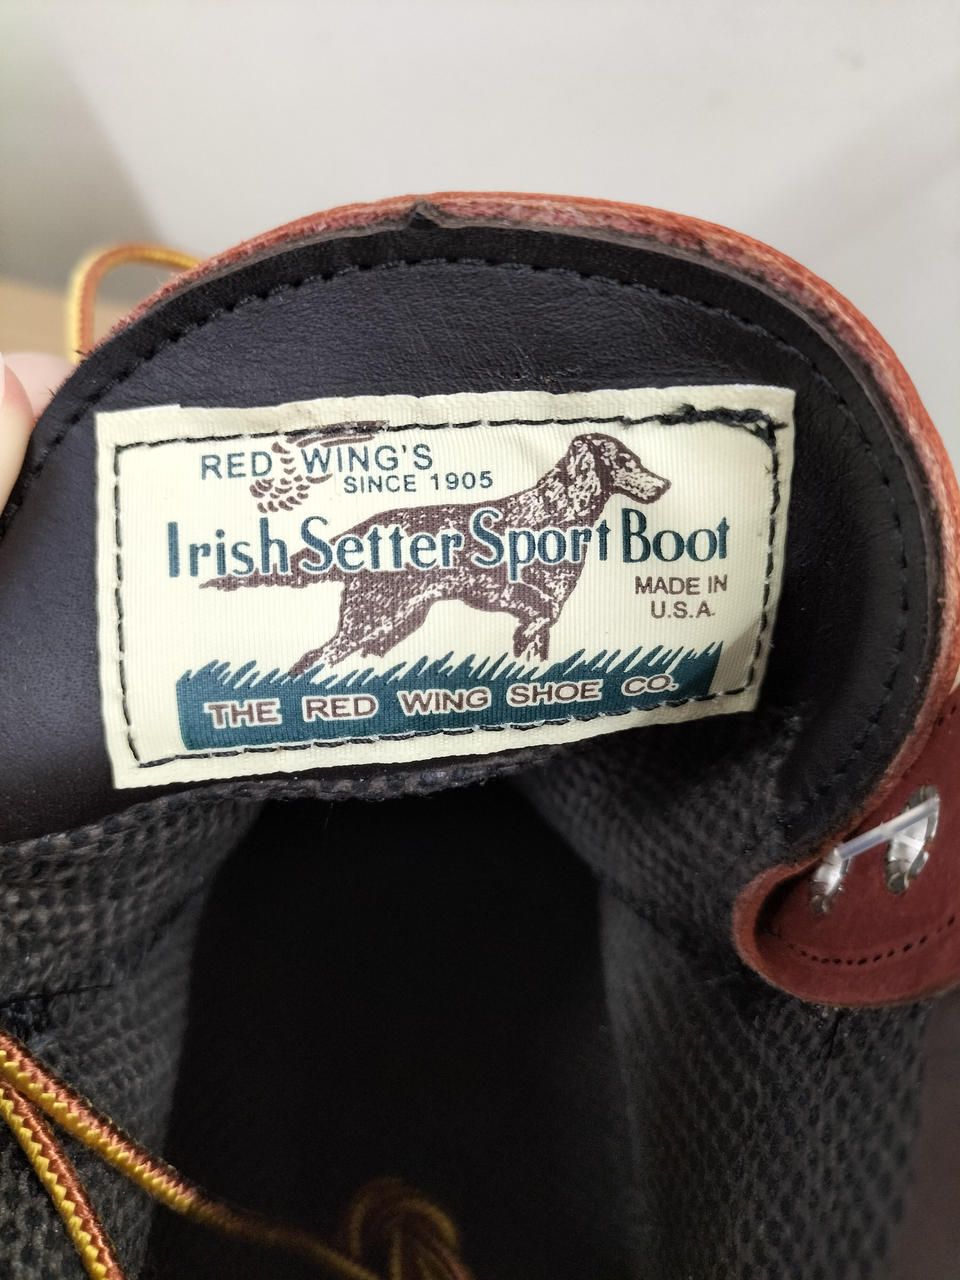 RED WING'S
SINCE 1905
Irish Setter Sport Boot
MADE IN
U.S.A.
THE RED WING SHOE CO.